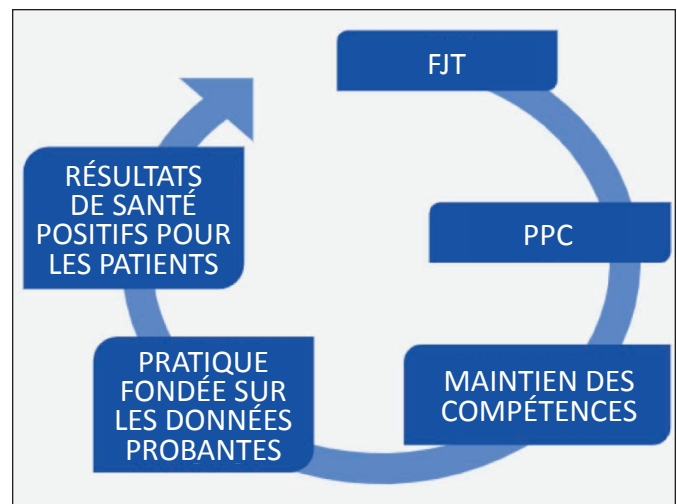 FJT
PPC
MAINTIEN DES
COMPÉTENCES
PRATIQUE
FONDÉE SUR
LES DONNÉES
PROBANTES
RÉSULTATS
DE SANTÉ
POSITIFS POUR
LES PATIENTS